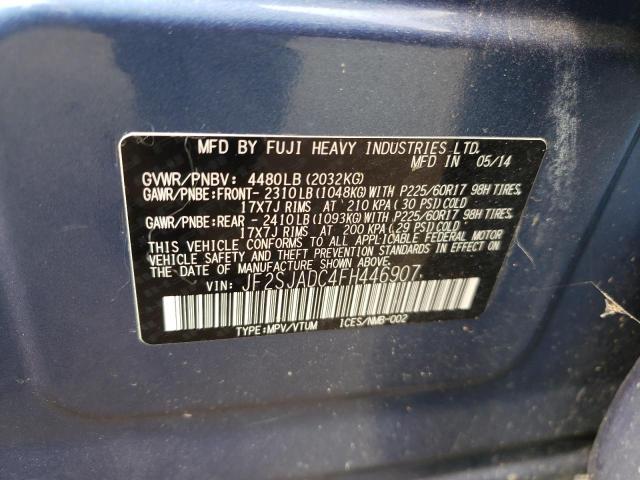 MFD BY FUJI HEAVY INDUSTRIES LTD.
MFD IN 05/14
GVWR/PNBV: 4480LB (2032KG)
GAWR/PNBE:FRONT- 2310LB(1048KG)WITH P225/60R17 98H TIRES,
17X7J RIMS AT 210 KPA ( 30 PSI)COLD
GAWR/PNBE:REAR - 2410LB(1093KG)WITH P225/60R17 98H TIRES,
17X7J RIMS AT 200 KPA (29 PSI)COLD
THIS VEHICLE CONFORMS TO ALL APPLICABLE FEDERAL MOTOR
VEHICLE SAFETY AND THEFT PREVENTION STANDARDS
IN EFFECT ON THE DATE OF MANUFACTURE SHOWN ABOVE.
VIN: JF2SJADC4FH446907
TYPE:MPV/VTUM ICES/NMB-002